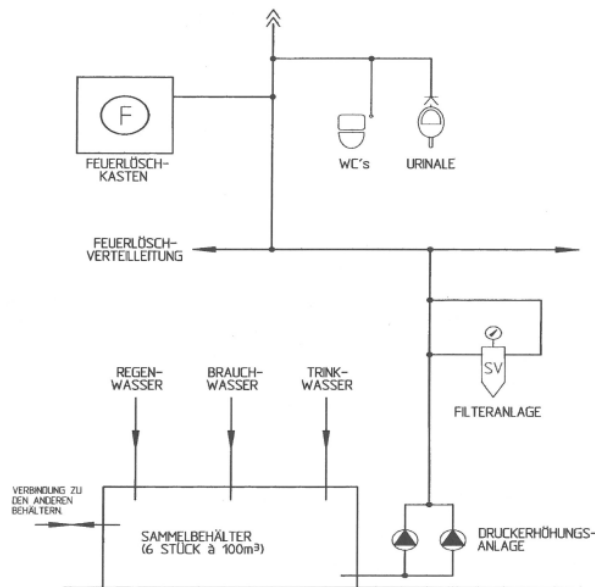 F
FEUERLÖSCH-
KASTEN
WC's
URINALE
FEUERLÖSCH-
VERTEILLEITUNG
SV
FILTERANLAGE
REGEN-
WASSER
BRAUCH-
WASSER
TRINK-
WASSER
VERBINDUNG ZU
DEN ANDEREN
BEHÄLTERN.
SAMMELBEHÄLTER
(6 STÜCK à 100m³)
DRUCKERHÖHUNGS-
ANLAGE